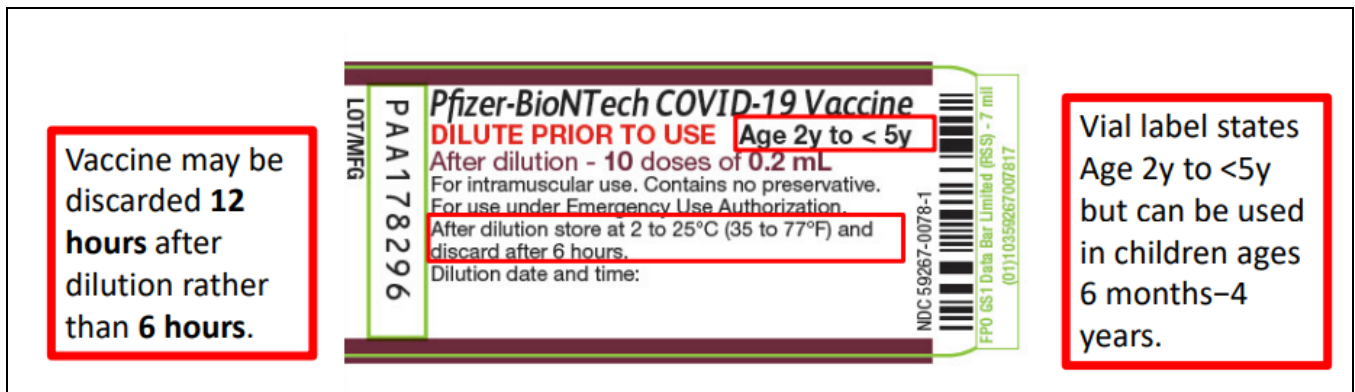 Vaccine may be
discarded 12
hours after
dilution rather
than 6 hours.
LOT/MFG
PAA178296
Pfizer-BioNTech COVID-19 Vaccine
DILUTE PRIOR TO USE Age 2y to < 5y
After dilution - 10 doses of 0.2 mL
For intramuscular use. Contains no preservative.
For use under Emergency Use Authorization.
After dilution store at 2 to 25°C (35 to 77°F) and
discard after 6 hours.
Dilution date and time:
NDC 59267-0078-1
FPO GS1 Data Bar Limited (RSS) - 7 mil
(01)10359267007817
Vial label states
Age 2y to <5y
but can be used
in children ages
6 months−4
years.